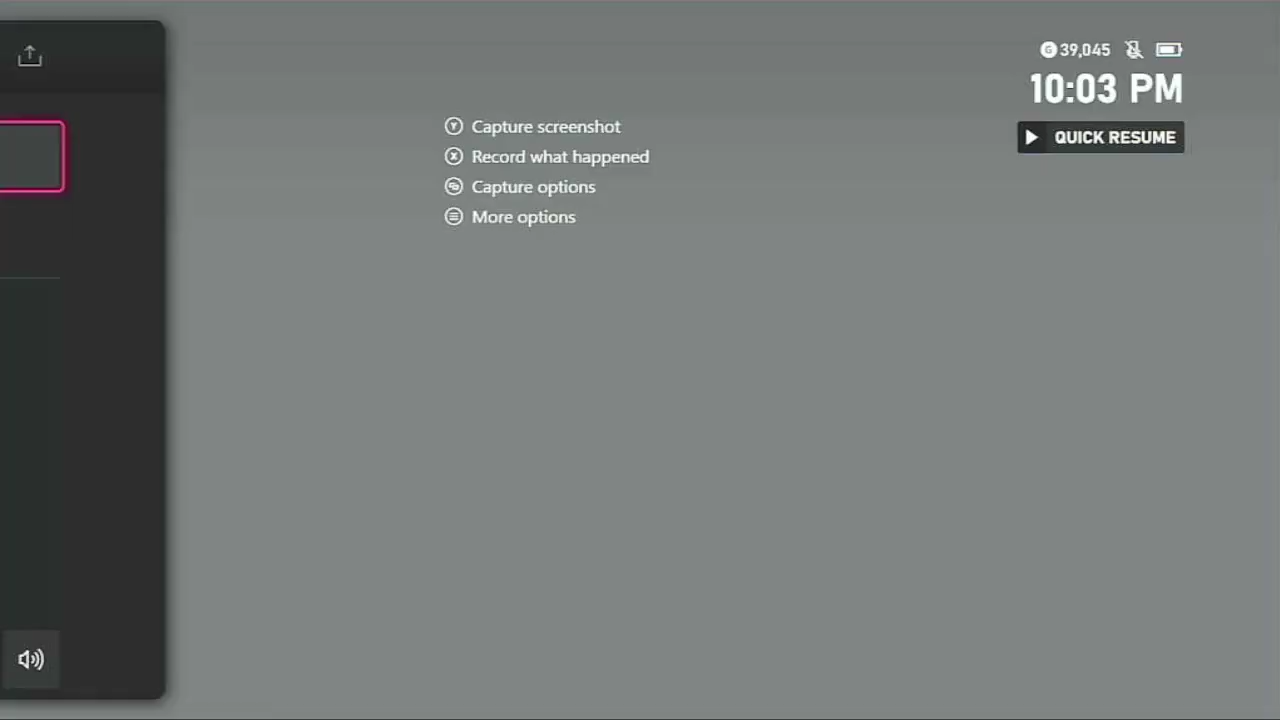 G 39,045
10:03 PM
QUICK RESUME
Y Capture screenshot
X Record what happened
Capture options
More options